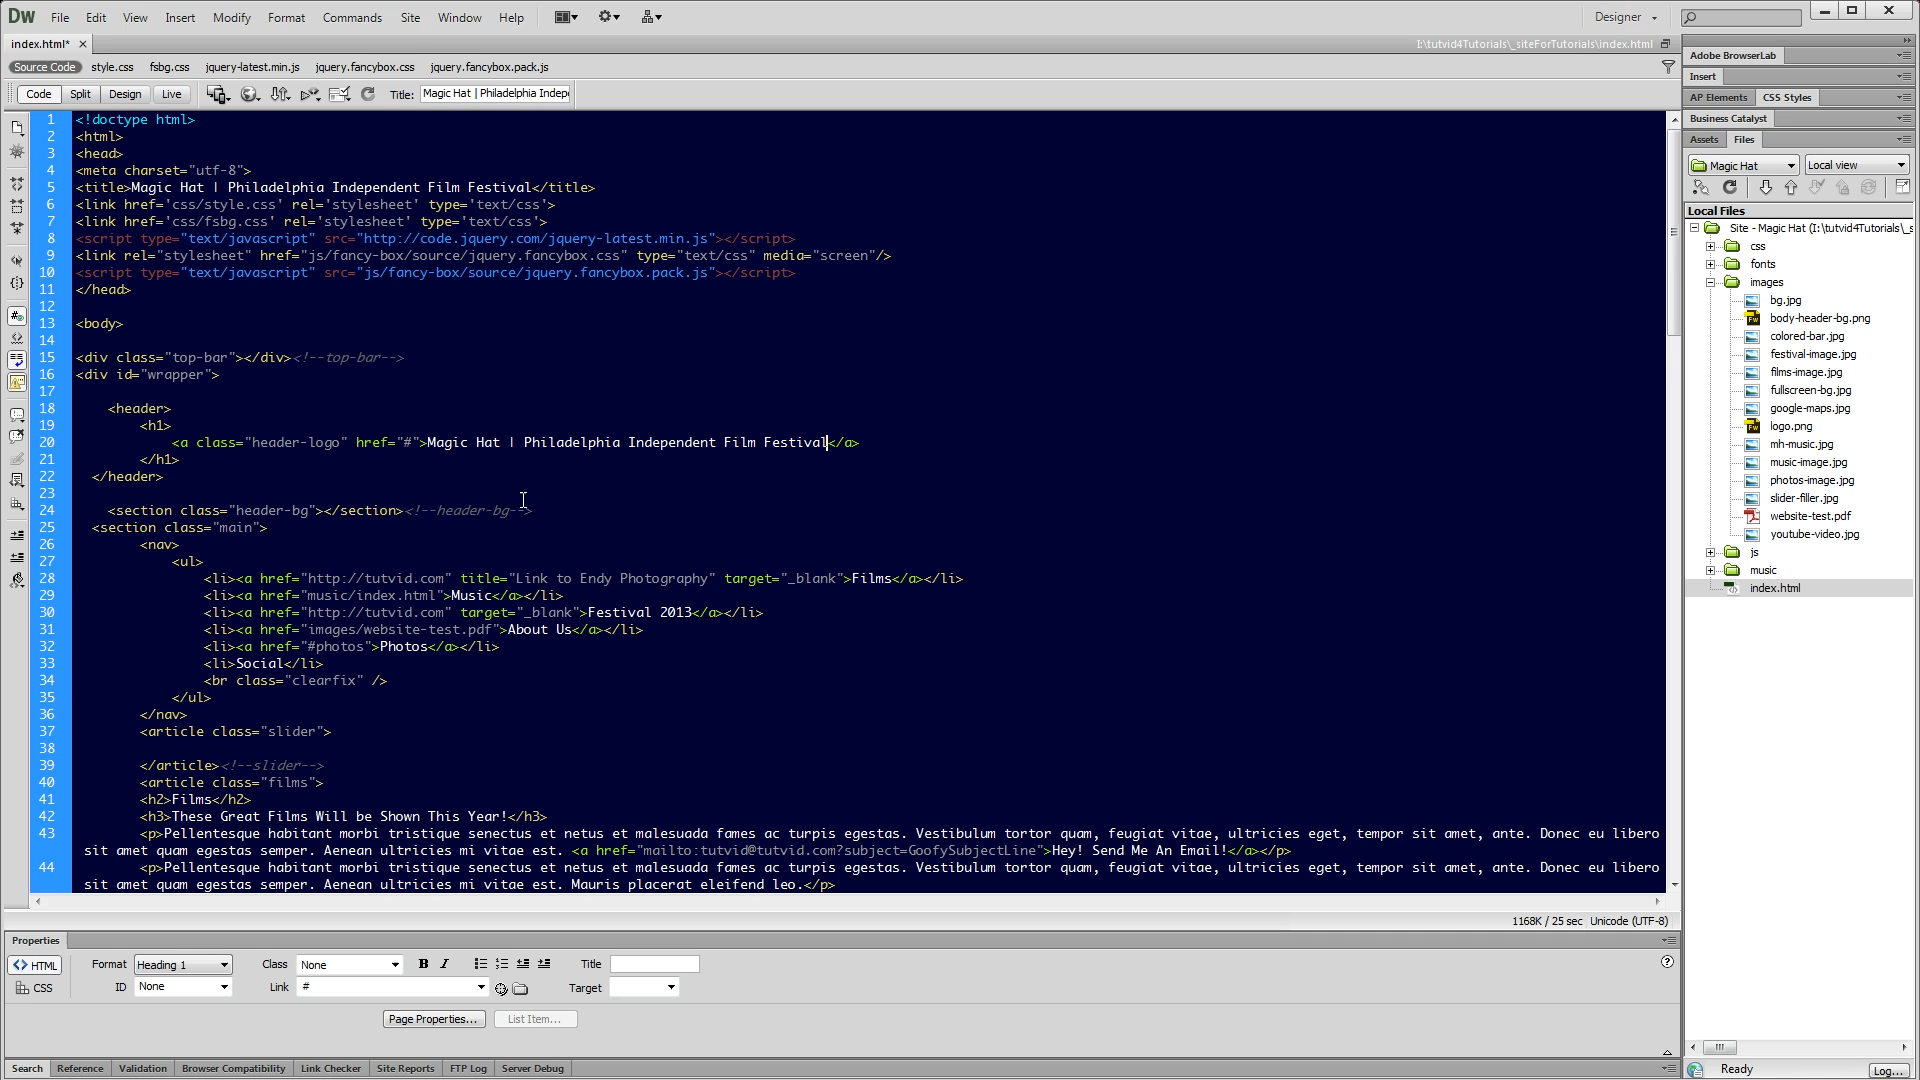 Dw File Edit View Insert Modify Format Commands Site Window Help Designer
index.html* I:\tutvid4Tutorials\_siteForTutorials\index.html
Source Code style.css fsbg.css jquery-latest.min.js jquery.fancybox.css jquery.fancybox.pack.js
Code Split Design Live Title: Magic Hat | Philadelphia Indep
1 <!doctype html>
2 <html>
3 <head>
4 <meta charset="utf-8">
5 <title>Magic Hat | Philadelphia Independent Film Festival</title>
6 <link href='css/style.css' rel='stylesheet' type='text/css'>
7 <link href='css/fsbg.css' rel='stylesheet' type='text/css'>
8 <script type="text/javascript" src="http://code.jquery.com/jquery-latest.min.js"></script>
9 <link rel="stylesheet" href="js/fancy-box/source/jquery.fancybox.css" type="text/css" media="screen"/>
10 <script type="text/javascript" src="js/fancy-box/source/jquery.fancybox.pack.js"></script>
11 </head>
12
13 <body>
14
15 <div class="top-bar"></div><!--top-bar-->
16 <div id="wrapper">
17
18 <header>
19 <h1>
20 <a class="header-logo" href="#">Magic Hat | Philadelphia Independent Film Festival</a>
21 </h1>
22 </header>
23
24 <section class="header-bg"></section><!--header-bg-->
25 <section class="main">
26 <nav>
27 <ul>
28 <li><a href="http://tutvid.com" title="Link to Endy Photography" target="_blank">Films</a></li>
29 <li><a href="music/index.html">Music</a></li>
30 <li><a href="http://tutvid.com" target="_blank">Festival 2013</a></li>
31 <li><a href="images/website-test.pdf">About Us</a></li>
32 <li><a href="#photos">Photos</a></li>
33 <li>Social</li>
34 <br class="clearfix" />
35 </ul>
36 </nav>
37 <article class="slider">
38
39 </article><!--slider-->
40 <article class="films">
41 <h2>Films</h2>
42 <h3>These Great Films Will be Shown This Year!</h3>
43 <p>Pellentesque habitant morbi tristique senectus et netus et malesuada fames ac turpis egestas. Vestibulum tortor quam, feugiat vitae, ultricies eget, tempor sit amet, ante. Donec eu libero
sit amet quam egestas semper. Aenean ultricies mi vitae est. <a href="mailto:tutvid@tutvid.com?subject=GoofySubjectLine">Hey! Send Me An Email!</a></p>
44 <p>Pellentesque habitant morbi tristique senectus et netus et malesuada fames ac turpis egestas. Vestibulum tortor quam, feugiat vitae, ultricies eget, tempor sit amet, ante. Donec eu libero
sit amet quam egestas semper. Aenean ultricies mi vitae est. Mauris placerat eleifend leo.</p>
1168K / 25 sec Unicode (UTF-8)
Properties
HTML Format Heading 1 Class None B I Title
CSS ID None Link # Target
Page Properties... List Item...
Search Reference Validation Browser Compatibility Link Checker Site Reports FTP Log Server Debug
Adobe BrowserLab
Insert
AP Elements CSS Styles
Business Catalyst
Assets Files
Magic Hat Local view
Local Files
Site - Magic Hat (I:\tutvid4Tutorials\_s
css
fonts
images
bg.jpg
body-header-bg.png
colored-bar.jpg
festival-image.jpg
films-image.jpg
fullscreen-bg.jpg
google-maps.jpg
logo.png
mh-music.jpg
music-image.jpg
photos-image.jpg
slider-filler.jpg
website-test.pdf
youtube-video.jpg
js
music
index.html
Ready Log...